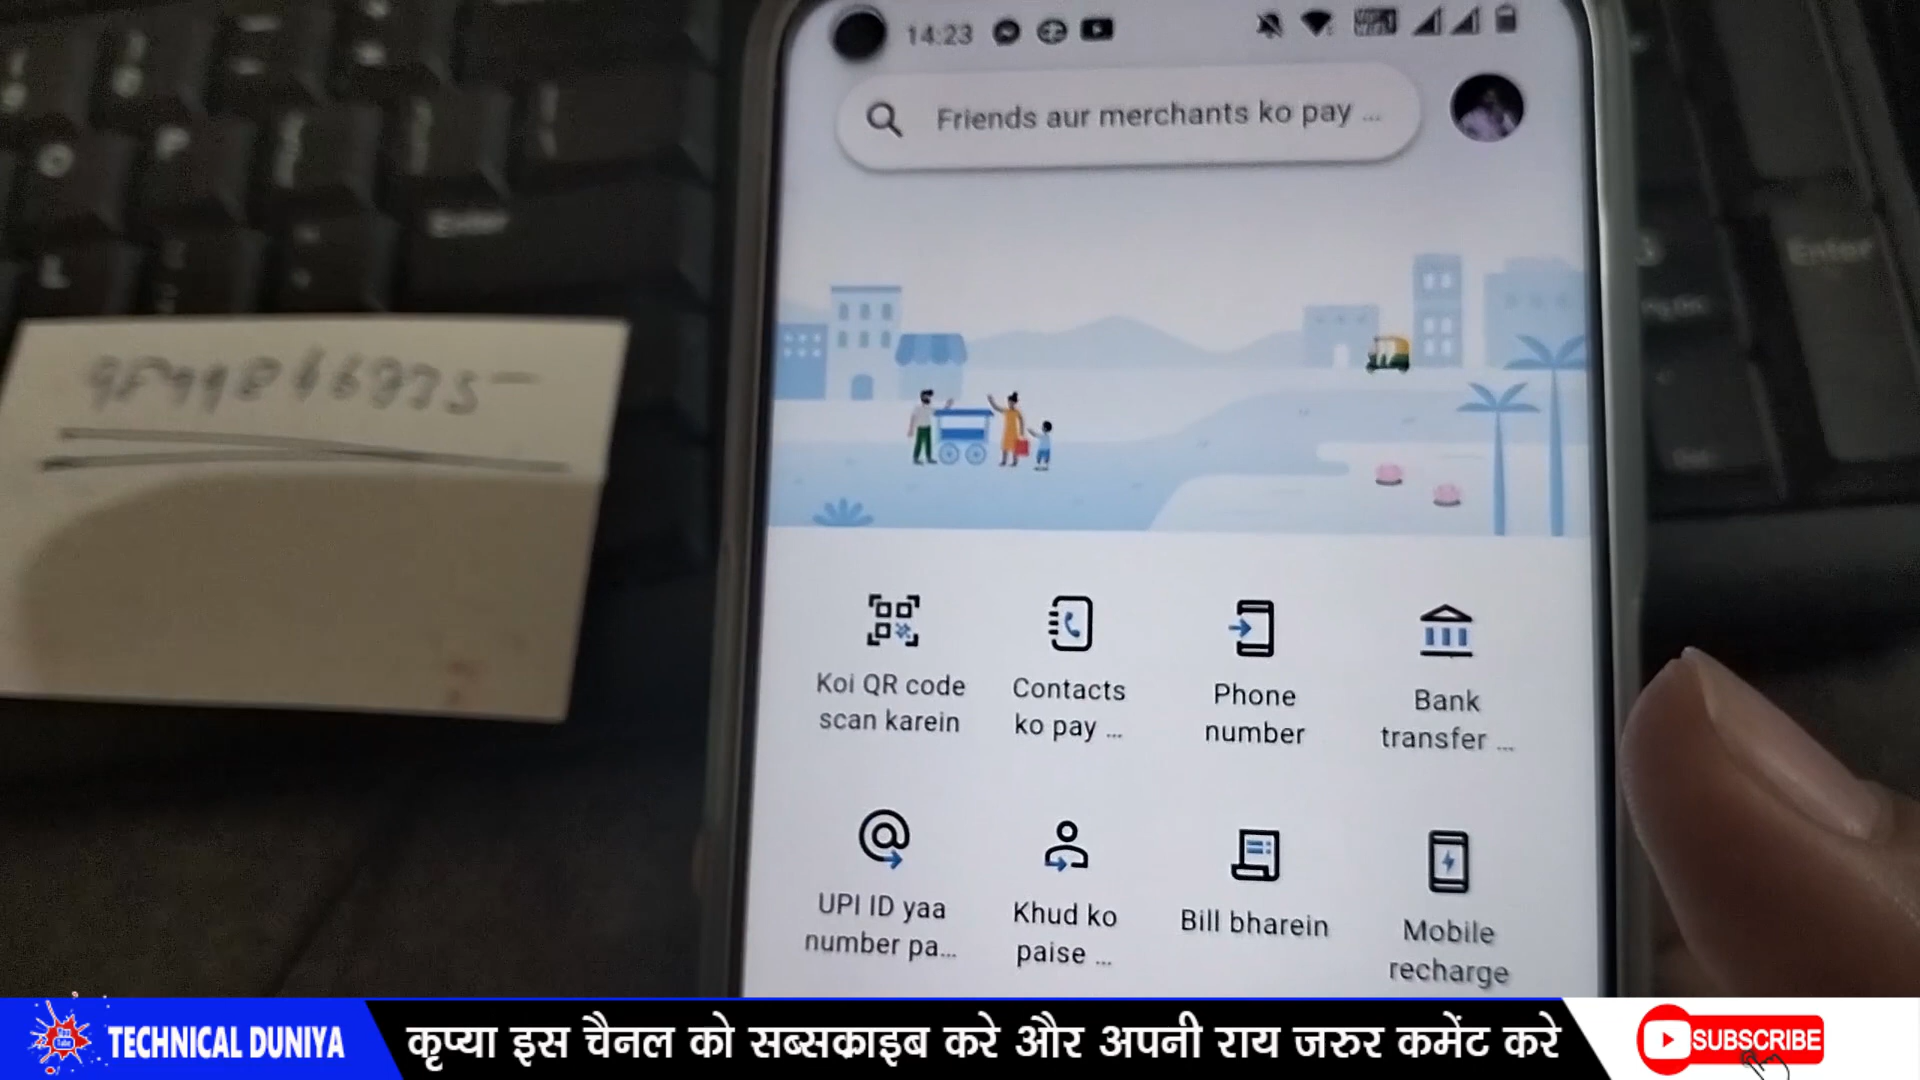 14:23
Friends aur merchants ko pay ...
Koi QR code
scan karein
Contacts
ko pay ...
Phone
number
Bank
transfer ...
UPI ID yaa
number pa...
Khud ko
paise ...
Bill bharein
Mobile
recharge
Enter
Enter
TECHNICAL DUNIYA
कृप्या इस चैनल को सब्सक्राइब करे और अपनी राय जरुर कमेंट करे
SUBSCRIBE